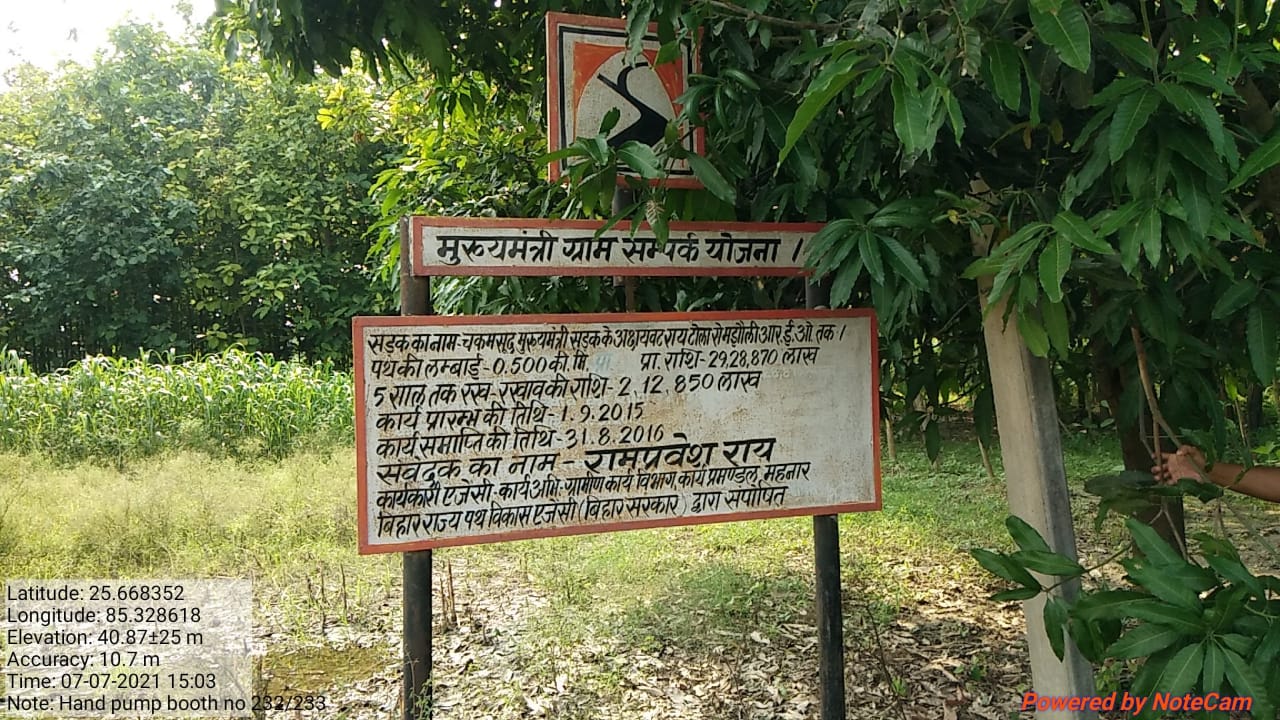 मुख्यमंत्री ग्राम सम्पर्क योजना ।
सड़क का नाम-चकमसुद मुख्यमंत्री सड़क के अक्षयवट राय टोला से मझौली आर.ई.ओ. तक।
पथ की लम्बाई-0.500 की.मि. प्रा. राशि-29,28,870 लाख
5 साल तक रख-रखाव की राशि-2,12,850 लाख
कार्य प्रारम्भ की तिथि-1.9.2015
कार्य समाप्ति की तिथि-31.8.2016
संवेदक का नाम-रामप्रवेश राय
कार्यकारी एजेंसी-कार्य अभि. ग्रामीण कार्य विभाग, कार्य प्रमण्डल, महनार
बिहार राज्य पथ विकास एजेंसी (बिहार सरकार) द्वारा संपोषित
Latitude: 25.668352
Longitude: 85.328618
Elevation: 40.87±25 m
Accuracy: 10.7 m
Time: 07-07-2021 15:03
Note: Hand pump booth no 232/233
Powered by NoteCam